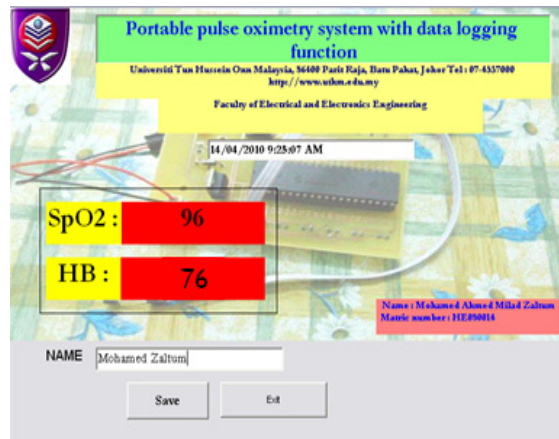 Portable pulse oximetry system with data logging
function
Universiti Tun Hussein Onn Malaysia, 86400 Parit Raja, Batu Pahat, Johor Tel : 07-4537000
http://www.uthm.edu.my
Faculty of Electrical and Electronics Engineering
14/04/2010 9:25:07 AM
SpO2 : 96
HB : 76
Name : Mohamed Ahmed Milad Zaltum
Matric number : HE080014
NAME Mohamed Zaltum
Save Exit